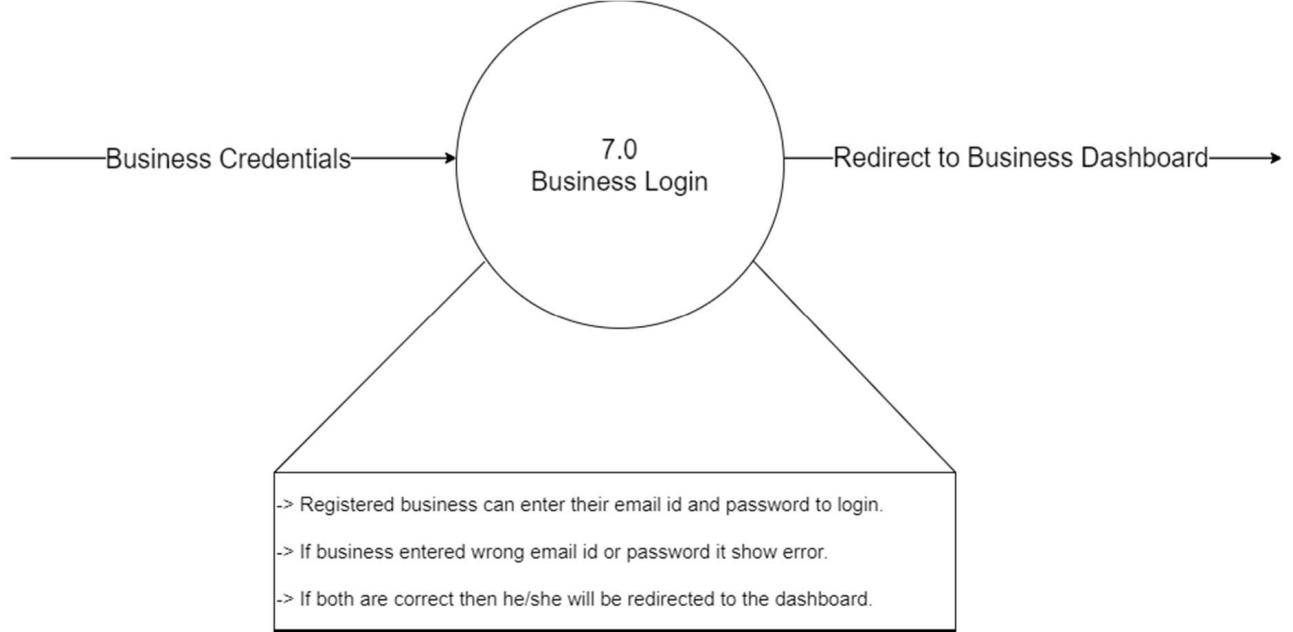 Business Credentials
7.0
Business Login
Redirect to Business Dashboard
-> Registered business can enter their email id and password to login.
-> If business entered wrong email id or password it show error.
-> If both are correct then he/she will be redirected to the dashboard.